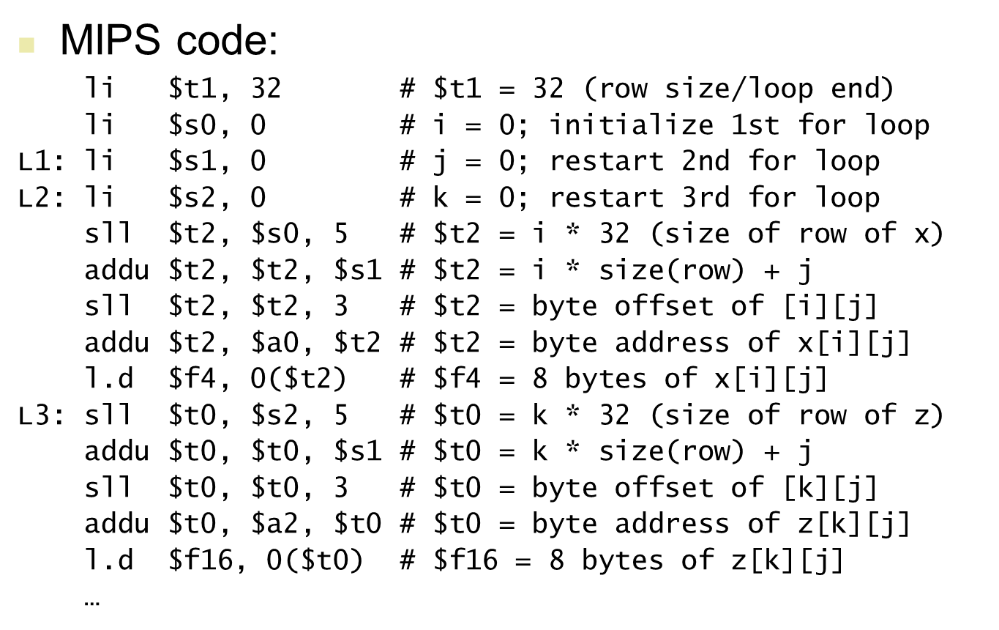 MIPS code:
li $t1, 32 # $t1 = 32 (row size/loop end)
li $s0, 0 # i = 0; initialize 1st for loop
L1: li $s1, 0 # j = 0; restart 2nd for loop
L2: li $s2, 0 # k = 0; restart 3rd for loop
sll $t2, $s0, 5 # $t2 = i * 32 (size of row of x)
addu $t2, $t2, $s1 # $t2 = i * size(row) + j
sll $t2, $t2, 3 # $t2 = byte offset of [i][j]
addu $t2, $a0, $t2 # $t2 = byte address of x[i][j]
l.d $f4, 0($t2) # $f4 = 8 bytes of x[i][j]
L3: sll $t0, $s2, 5 # $t0 = k * 32 (size of row of z)
addu $t0, $t0, $s1 # $t0 = k * size(row) + j
sll $t0, $t0, 3 # $t0 = byte offset of [k][j]
addu $t0, $a2, $t0 # $t0 = byte address of z[k][j]
l.d $f16, 0($t0) # $f16 = 8 bytes of z[k][j]
…